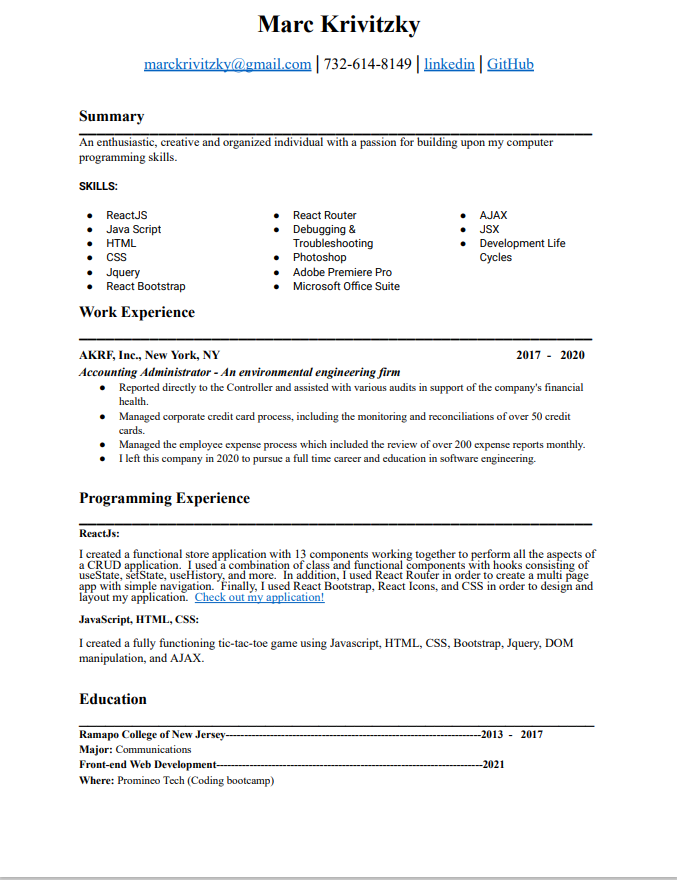 Marc Krivitzky
marckrivitzky@gmail.com | 732-614-8149 | linkedin | GitHub
Summary
An enthusiastic, creative and organized individual with a passion for building upon my computer
programming skills.
SKILLS:
● ReactJS
● Java Script
● HTML
● CSS
● Jquery
● React Bootstrap
● React Router
● Debugging &
Troubleshooting
● Photoshop
● Adobe Premiere Pro
● Microsoft Office Suite
● AJAX
● JSX
● Development Life
Cycles
Work Experience
AKRF, Inc., New York, NY 2017 - 2020
Accounting Administrator - An environmental engineering firm
● Reported directly to the Controller and assisted with various audits in support of the company's financial
health.
● Managed corporate credit card process, including the monitoring and reconciliations of over 50 credit
cards.
● Managed the employee expense process which included the review of over 200 expense reports monthly.
● I left this company in 2020 to pursue a full time career and education in software engineering.
Programming Experience
ReactJs:
I created a functional store application with 13 components working together to perform all the aspects of
a CRUD application. I used a combination of class and functional components with hooks consisting of
useState, setState, useHistory, and more. In addition, I used React Router in order to create a multi page
app with simple navigation. Finally, I used React Bootstrap, React Icons, and CSS in order to design and
layout my application. Check out my application!
JavaScript, HTML, CSS:
I created a fully functioning tic-tac-toe game using Javascript, HTML, CSS, Bootstrap, Jquery, DOM
manipulation, and AJAX.
Education
Ramapo College of New Jersey----------------------------------------------------------------------2013 - 2017
Major: Communications
Front-end Web Development-------------------------------------------------------------------------2021
Where: Promineo Tech (Coding bootcamp)